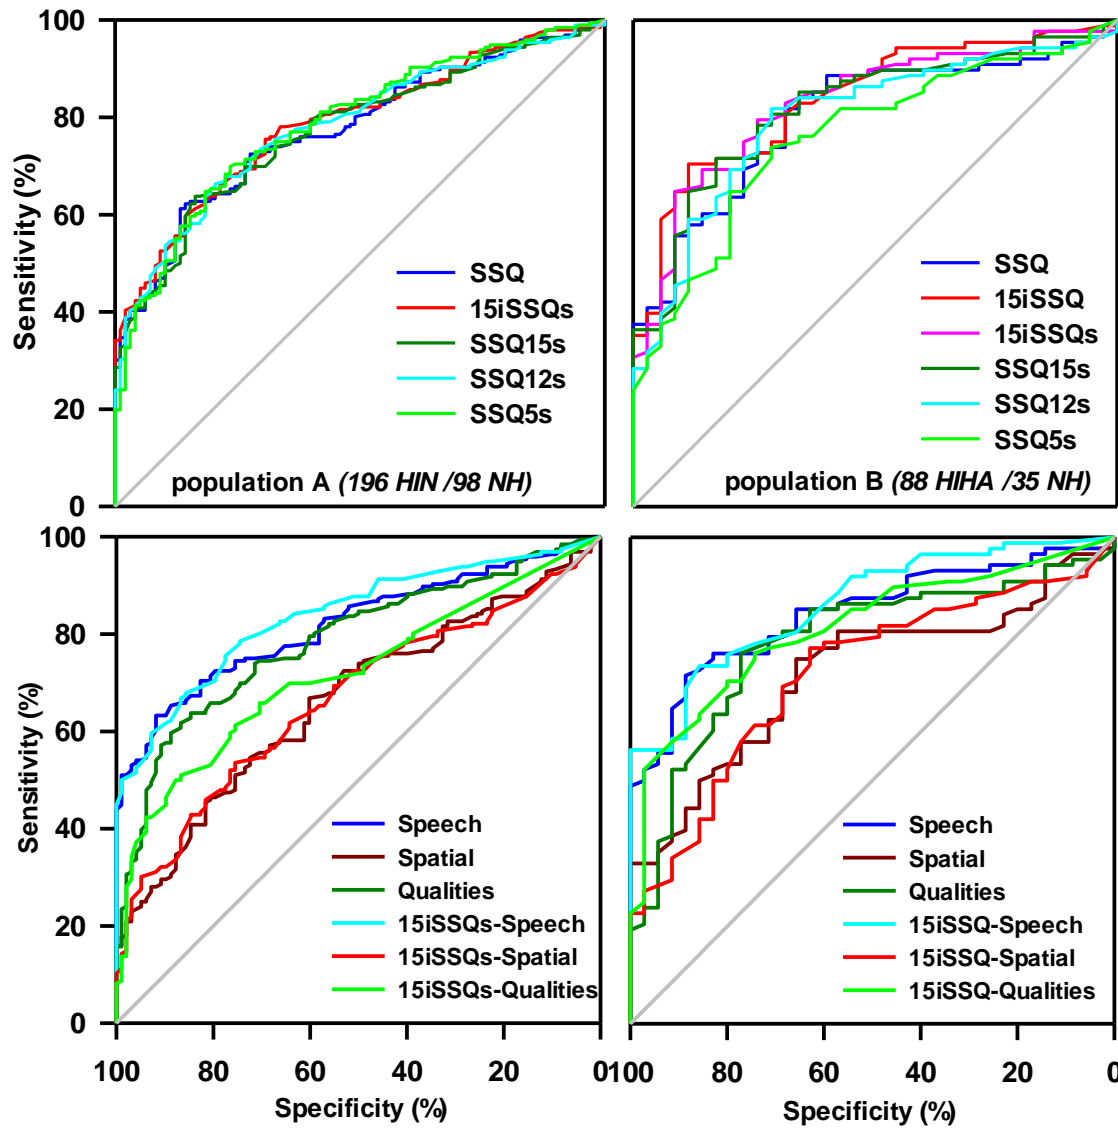 100
80
60
40
20
0
Sensitivity (%)
SSQ
15iSSQs
SSQ15s
SSQ12s
SSQ5s
population A (196 HIN /98 NH)
SSQ
15iSSQ
15iSSQs
SSQ15s
SSQ12s
SSQ5s
population B (88 HIHA /35 NH)
100
80
60
40
20
0
Sensitivity (%)
Speech
Spatial
Qualities
15iSSQs-Speech
15iSSQs-Spatial
15iSSQs-Qualities
100 80 60 40 20 0
Specificity (%)
Speech
Spatial
Qualities
15iSSQ-Speech
15iSSQ-Spatial
15iSSQ-Qualities
100 80 60 40 20 0
Specificity (%)